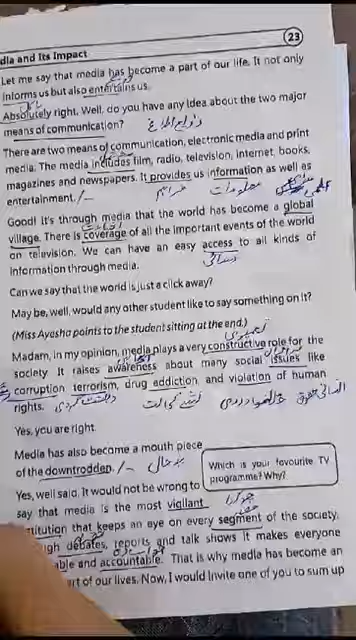 23
dia and Its Impact
Let me say that media has become a part of our life. It not only
informs us but also entertains us.
Absolutely right. Well, do you have any idea about the two major
means of communication?
There are two means of communication, electronic media and print
media. The media includes film, radio, television, internet, books,
magazines and newspapers. It provides us information as well as
entertainment.
معلومات
Good! It's through media that the world has become a global
village. There is coverage of all the important events of the world
on television. We can have an easy access to all kinds of
information through media.
Can we say that the world is just a click away?
May be, well, would any other student like to say something on it?
(Miss Ayesha points to the student sitting at the end.)
Madam, in my opinion, media plays a very constructive role for the
society. It raises awareness about many social issues like
corruption terrorism, drug addiction, and violation of human
rights.
Yes, you are right.
Media has also become a mouth piece
of the downtrodden.
Which is your favourite TV
programme? Why?
Yes, well said. It would not be wrong to
say that media is the most vigilant
titution that keeps an eye on every segment of the society.
gh debates, reports and talk shows it makes everyone
able and accountable. That is why media has become an
art of our lives. Now, I would invite one of you to sum up